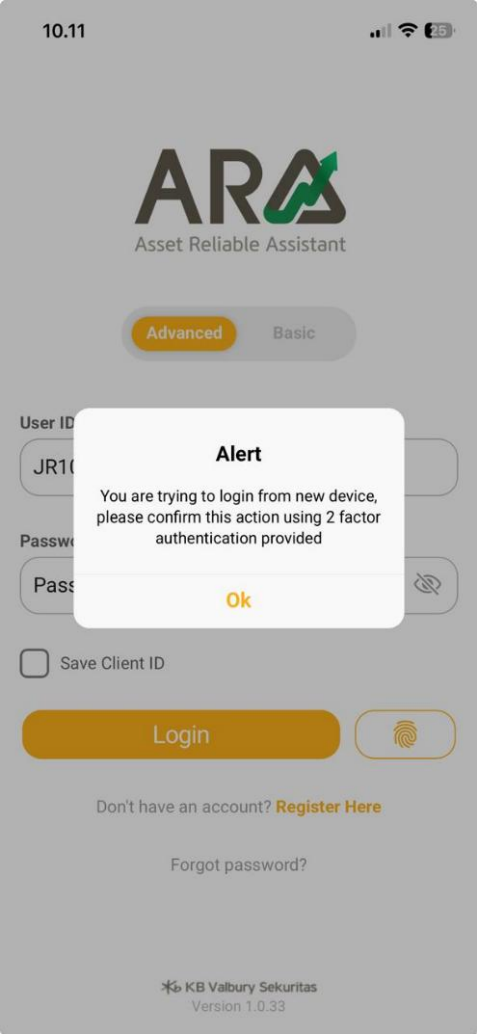 10.11
25
ARA
Asset Reliable Assistant
Advanced Basic
User ID
JR10
Alert
You are trying to login from new device,
please confirm this action using 2 factor
authentication provided
Ok
Save Client ID
Login
Don't have an account? Register Here
Forgot password?
KB Valbury Sekuritas
Version 1.0.33